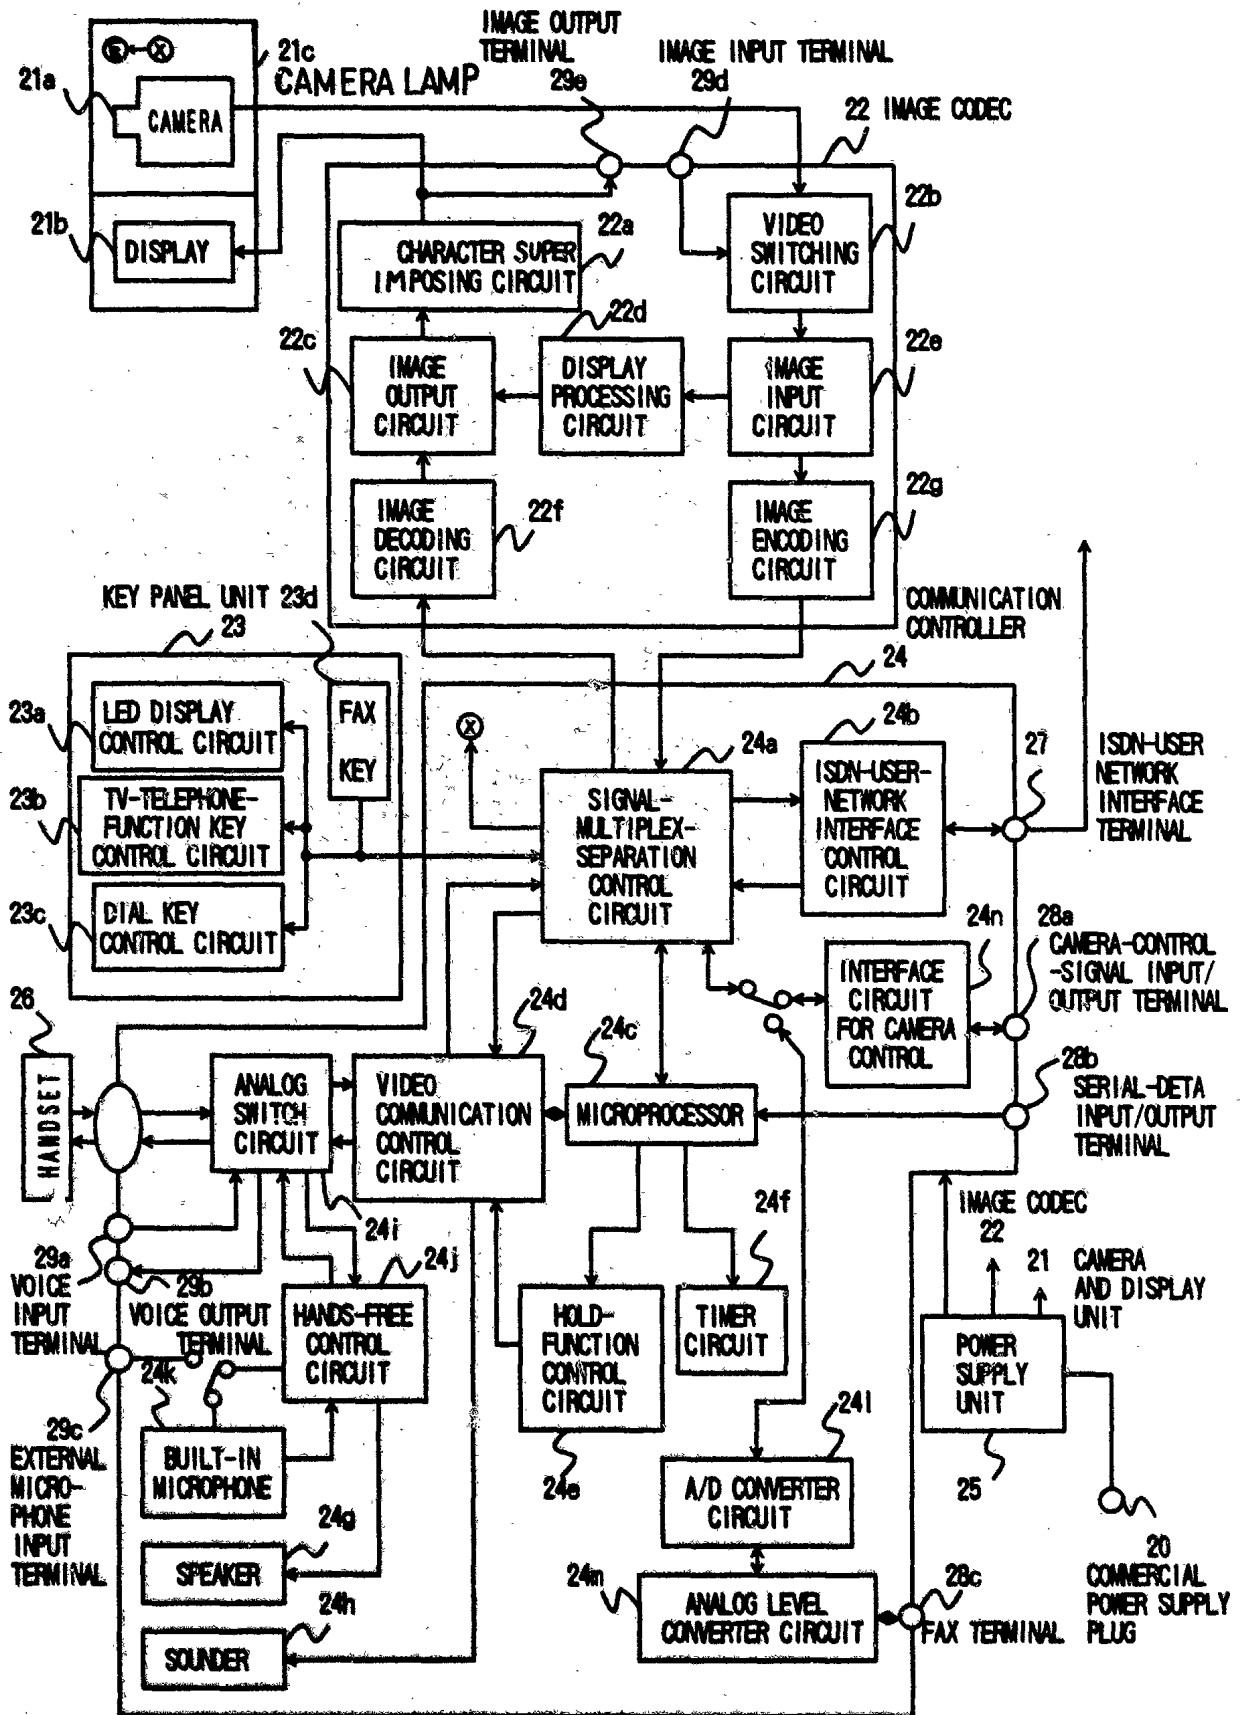 IMAGE OUTPUT
TERMINAL
29e
IMAGE INPUT TERMINAL
29d
21c
CAMERA LAMP
X
21a
CAMERA
22 IMAGE CODEC
21b
DISPLAY
22a
CHARACTER SUPER
IMPOSING CIRCUIT
22b
VIDEO
SWITCHING
CIRCUIT
22c
IMAGE
OUTPUT
CIRCUIT
22d
DISPLAY
PROCESSING
CIRCUIT
22e
IMAGE
INPUT
CIRCUIT
22f
IMAGE
DECODING
CIRCUIT
22g
IMAGE
ENCODING
CIRCUIT
COMMUNICATION
CONTROLLER
24
KEY PANEL UNIT
23
23d
FAX
KEY
23a
LED DISPLAY
CONTROL CIRCUIT
23b
TV-TELEPHONE-
FUNCTION KEY
CONTROL CIRCUIT
23c
DIAL KEY
CONTROL CIRCUIT
X
24a
SIGNAL-
MULTIPLEX-
SEPARATION
CONTROL
CIRCUIT
24b
ISDN-USER-
NETWORK
INTERFACE
CONTROL
CIRCUIT
27
ISDN-USER
NETWORK
INTERFACE
TERMINAL
24n
INTERFACE
CIRCUIT
FOR CAMERA
CONTROL
28a
CAMERA-CONTROL
-SIGNAL INPUT/
OUTPUT TERMINAL
28b
SERIAL-DETA
INPUT/OUTPUT
TERMINAL
26
HANDSET
ANALOG
SWITCH
CIRCUIT
24i
24d
VIDEO
COMMUNICATION
CONTROL
CIRCUIT
24c
MICROPROCESSOR
29a
VOICE
INPUT
TERMINAL
29b
VOICE OUTPUT
TERMINAL
24j
HANDS-FREE
CONTROL
CIRCUIT
HOLD-
FUNCTION
CONTROL
CIRCUIT
24e
24f
TIMER
CIRCUIT
IMAGE CODEC
22
21
CAMERA
AND DISPLAY
UNIT
POWER
SUPPLY
UNIT
25
20
COMMERCIAL
POWER SUPPLY
PLUG
29c
EXTERNAL
MICRO-
PHONE
INPUT
TERMINAL
24k
BUILT-IN
MICROPHONE
24g
SPEAKER
24h
SOUNDER
24l
A/D CONVERTER
CIRCUIT
24m
ANALOG LEVEL
CONVERTER CIRCUIT
28c
FAX TERMINAL